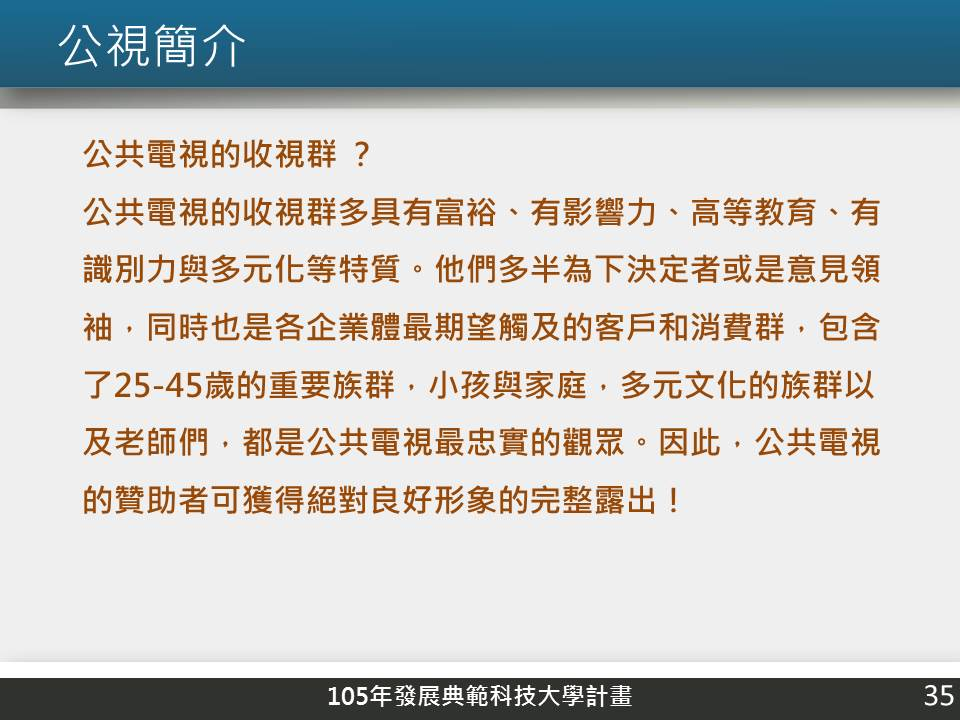 公視簡介
公共電視的收視群 ？
公共電視的收視群多具有富裕、有影響力、高等教育、有
識別力與多元化等特質。他們多半為下決定者或是意見領
袖，同時也是各企業體最期望觸及的客戶和消費群，包含
了25-45歲的重要族群，小孩與家庭，多元文化的族群以
及老師們，都是公共電視最忠實的觀眾。因此，公共電視
的贊助者可獲得絕對良好形象的完整露出！
105年發展典範科技大學計畫
35